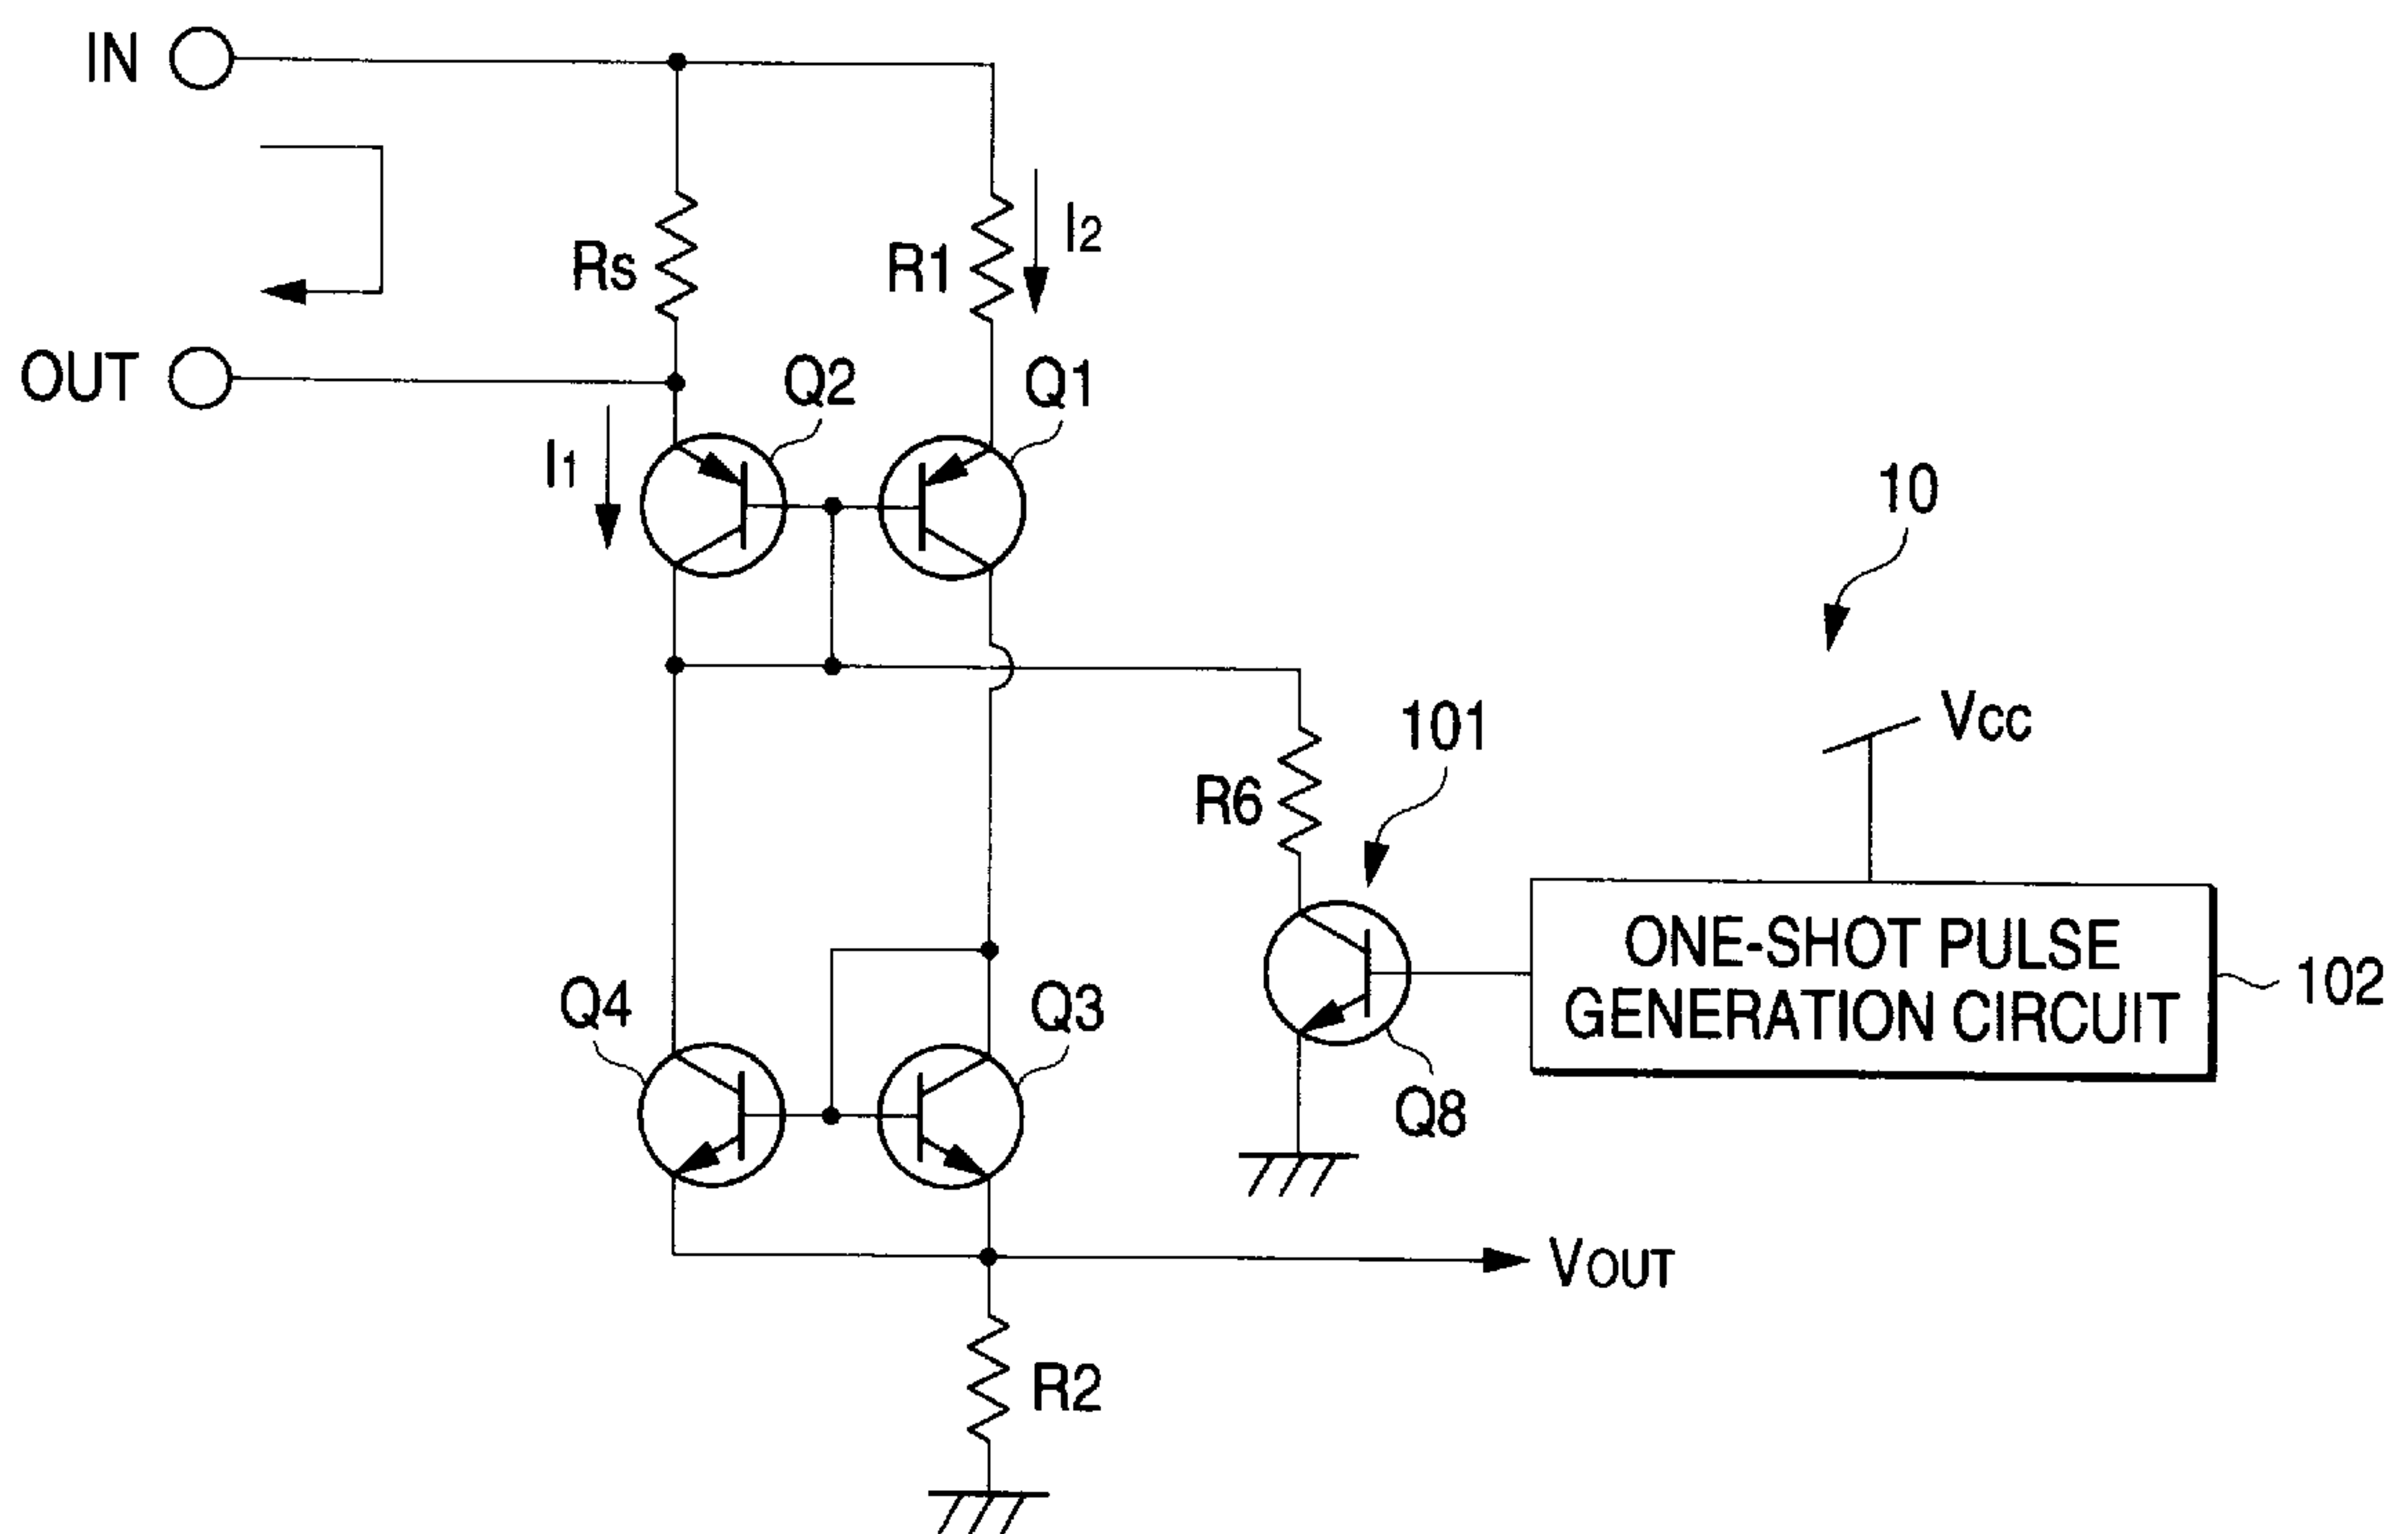 IN
Rs
R1
I2
OUT
Q2
Q1
I1
10
Vcc
101
R6
ONE-SHOT PULSE
GENERATION CIRCUIT
102
Q4
Q3
Q8
VOUT
R2